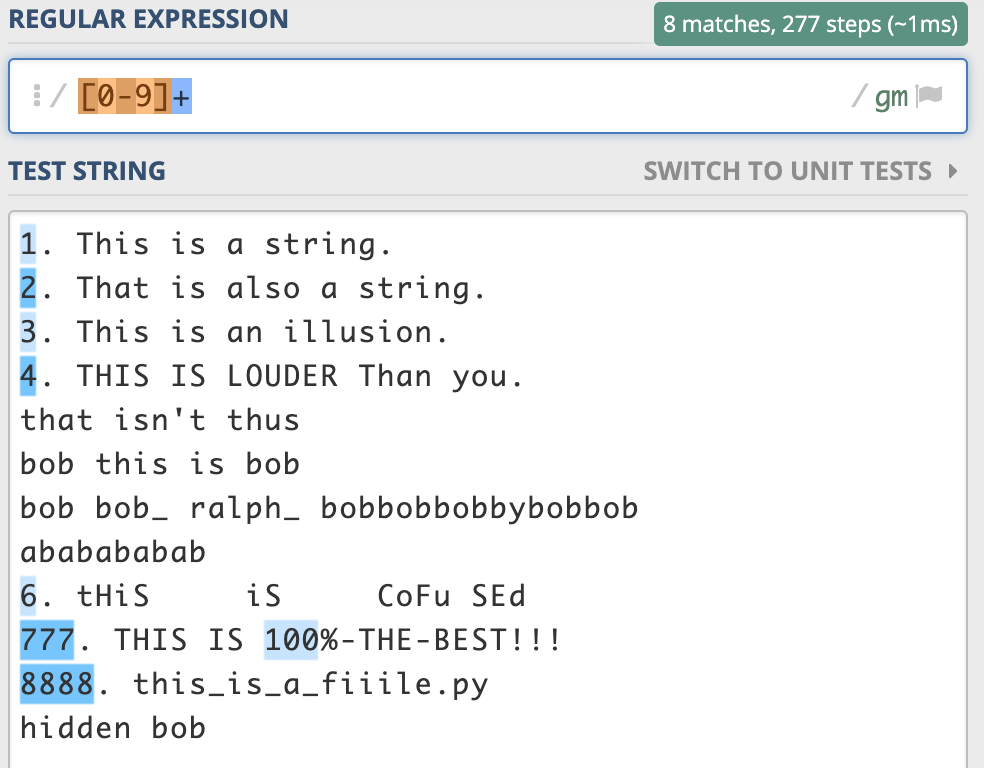 REGULAR EXPRESSION
8 matches, 277 steps (~1ms)
/ [0-9]+ / gm
TEST STRING
SWITCH TO UNIT TESTS
1. This is a string.
2. That is also a string.
3. This is an illusion.
4. THIS IS LOUDER Than you.
that isn't thus
bob this is bob
bob bob_ ralph_ bobbobbobbybobbob
ababababab
6. tHiS     iS     CoFu SEd
777. THIS IS 100%-THE-BEST!!!
8888. this_is_a_fiiile.py
hidden bob